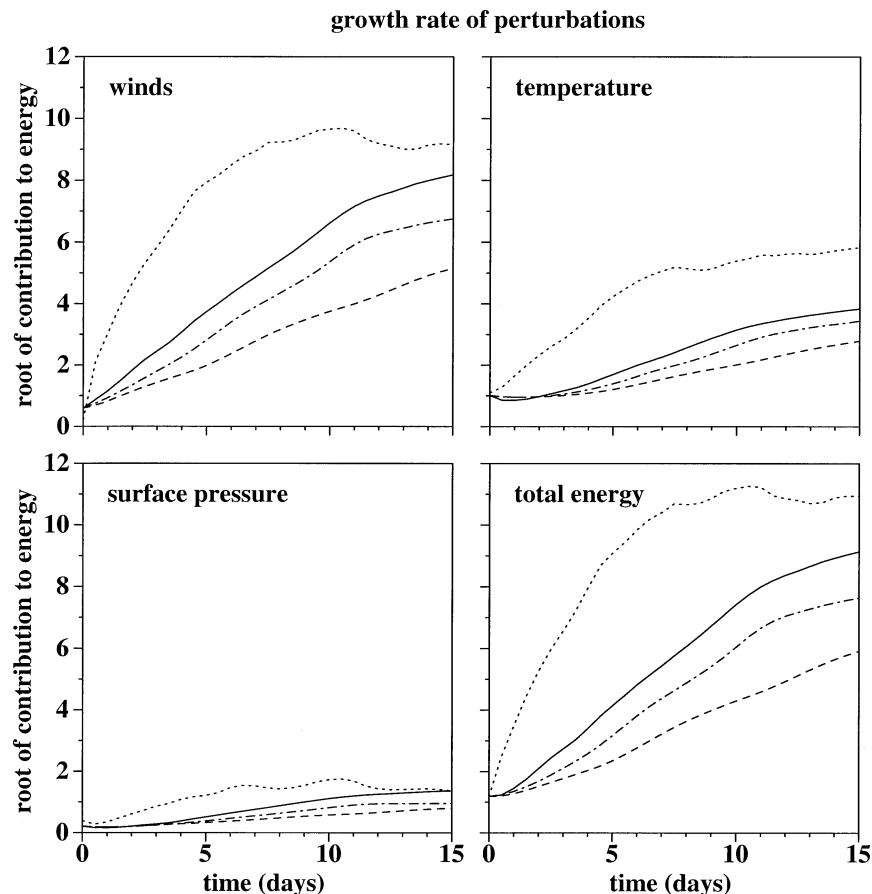 growth rate of perturbations
winds
temperature
root of contribution to energy
12
10
8
6
4
2
0
surface pressure
total energy
root of contribution to energy
12
10
8
6
4
2
0
0 5 10 15
0 5 10 15
time (days)
time (days)